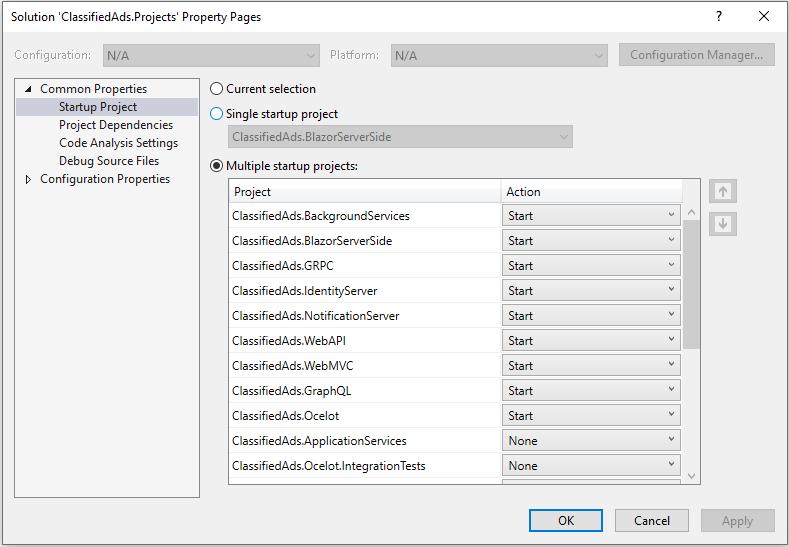 Solution 'ClassifiedAds.Projects' Property Pages
?
Configuration: N/A Platform: N/A Configuration Manager...
Common Properties
Startup Project
Project Dependencies
Code Analysis Settings
Debug Source Files
Configuration Properties
Current selection
Single startup project
ClassifiedAds.BlazorServerSide
Multiple startup projects:
Project Action
ClassifiedAds.BackgroundServices Start
ClassifiedAds.BlazorServerSide Start
ClassifiedAds.GRPC Start
ClassifiedAds.IdentityServer Start
ClassifiedAds.NotificationServer Start
ClassifiedAds.WebAPI Start
ClassifiedAds.WebMVC Start
ClassifiedAds.GraphQL Start
ClassifiedAds.Ocelot Start
ClassifiedAds.ApplicationServices None
ClassifiedAds.Ocelot.IntegrationTests None
OK Cancel Apply